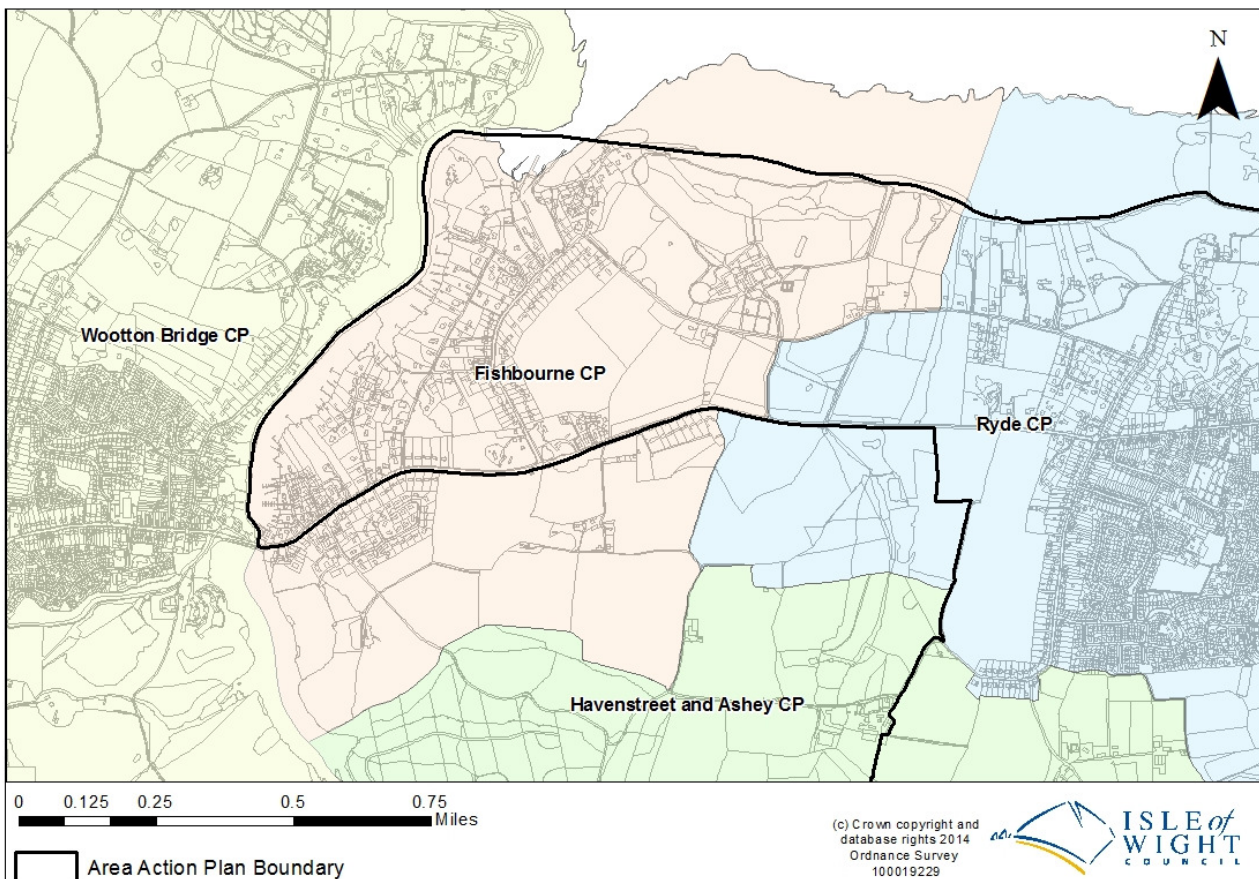 N
Wootton Bridge CP
Fishbourne CP
Ryde CP
Havenstreet and Ashey CP
0 0.125 0.25 0.5 0.75
Miles
Area Action Plan Boundary
(c) Crown copyright and
database rights 2014
Ordnance Survey
100019229
ISLE of
WIGHT
COUNCIL